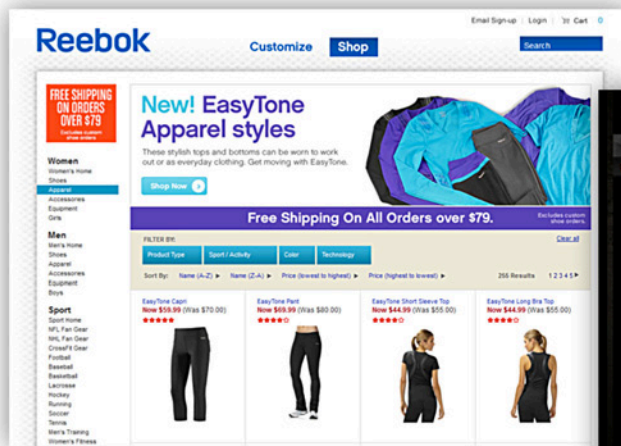 Email Sign-up | Login | Cart 0
Reebok
Customize
Shop
Search
FREE SHIPPING
ON ORDERS
OVER $79
Excludes custom
shoe orders
New! EasyTone
Apparel styles
These stylish tops and bottoms can be worn to work
out or as everyday clothing. Get moving with EasyTone.
Shop Now
Free Shipping On All Orders over $79.
Excludes custom
shoe orders.
Women
Women's Home
Shoes
Apparel
Accessories
Equipment
Girls
Men
Men's Home
Shoes
Apparel
Accessories
Equipment
Boys
Sport
Sport Home
NFL Fan Gear
NHL Fan Gear
CrossFit Gear
Football
Baseball
Basketball
Lacrosse
Hockey
Running
Soccer
Tennis
Men's Training
Women's Fitness
FILTER BY:
Clear all
Product Type
Sport / Activity
Color
Technology
Sort By: Name (A-Z) Name (Z-A) Price (lowest to highest) Price (highest to lowest) 255 Results 1 2 3 4 5
EasyTone Capri
Now $59.99 (Was $70.00)
EasyTone Pant
Now $69.99 (Was $80.00)
EasyTone Short Sleeve Top
Now $44.99 (Was $55.00)
EasyTone Long Bra Top
Now $44.99 (Was $55.00)